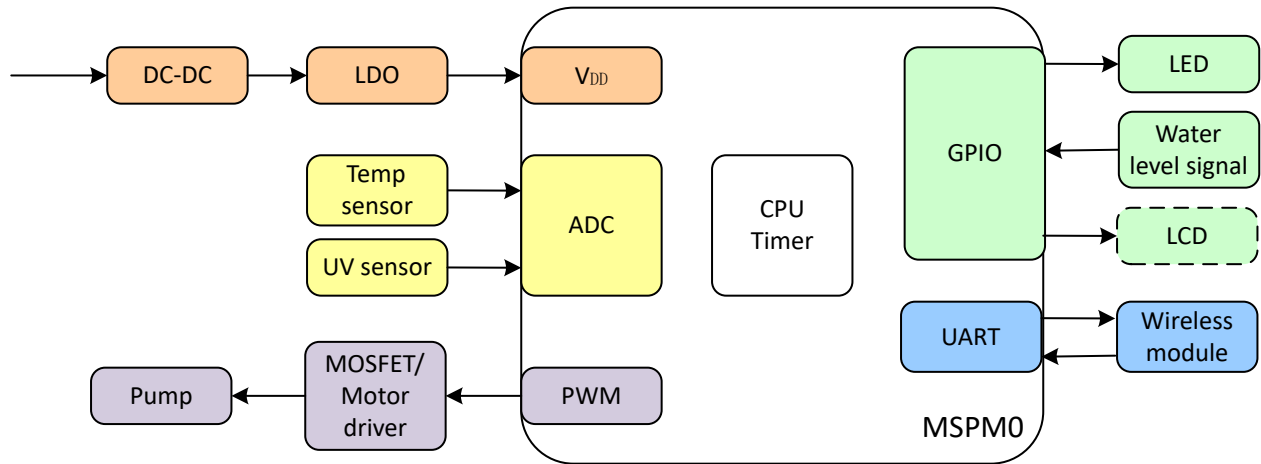 DC-DC
LDO
VDD
LED
Water
level signal
GPIO
LCD
Temp
sensor
UV sensor
ADC
CPU
Timer
UART
Wireless
module
Pump
MOSFET/
Motor
driver
PWM
MSPM0